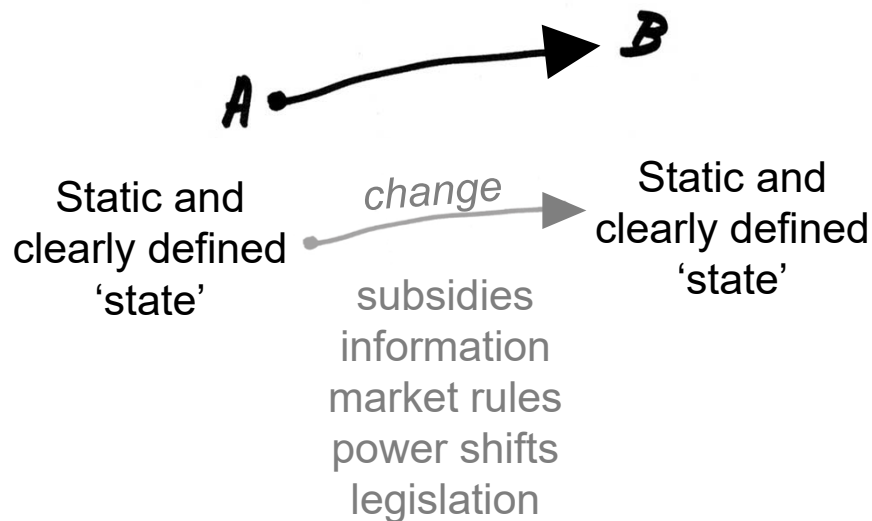 A
B
Static and
clearly defined
‘state’
change
Static and
clearly defined
‘state’
subsidies
information
market rules
power shifts
legislation